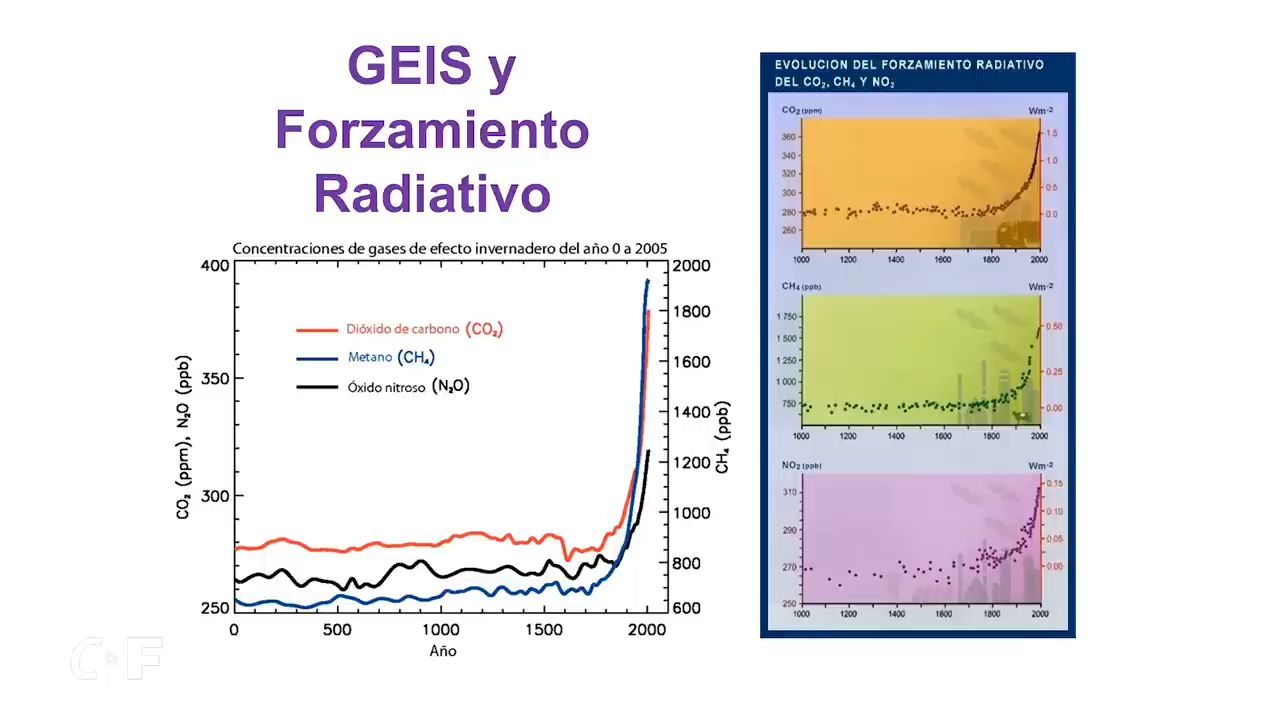 GEIS y
Forzamiento
Radiativo
Concentraciones de gases de efecto invernadero del año 0 a 2005
400
350
300
250
CO₂ (ppm), N₂O (ppb)
2000
1800
1600
1400
1200
1000
800
600
CH₄ (ppb)
Dióxido de carbono (CO₂)
Metano (CH₄)
Óxido nitroso (N₂O)
0 500 1000 1500 2000
Año
EVOLUCION DEL FORZAMIENTO RADIATIVO
DEL CO₂, CH₄ Y NO₂
CO₂ (ppm) Wm-2
360
340
320
300
280
260
1.5
1.0
0.5
0.0
1000 1200 1400 1600 1800 2000
CH₄ (ppb) Wm-2
1 750
1 500
1 250
1 000
750
0.50
0.25
0.00
1000 1200 1400 1600 1800 2000
NO₂ (ppb) Wm-2
310
290
270
250
0.15
0.10
0.05
0.00
1000 1200 1400 1600 1800 2000
C F